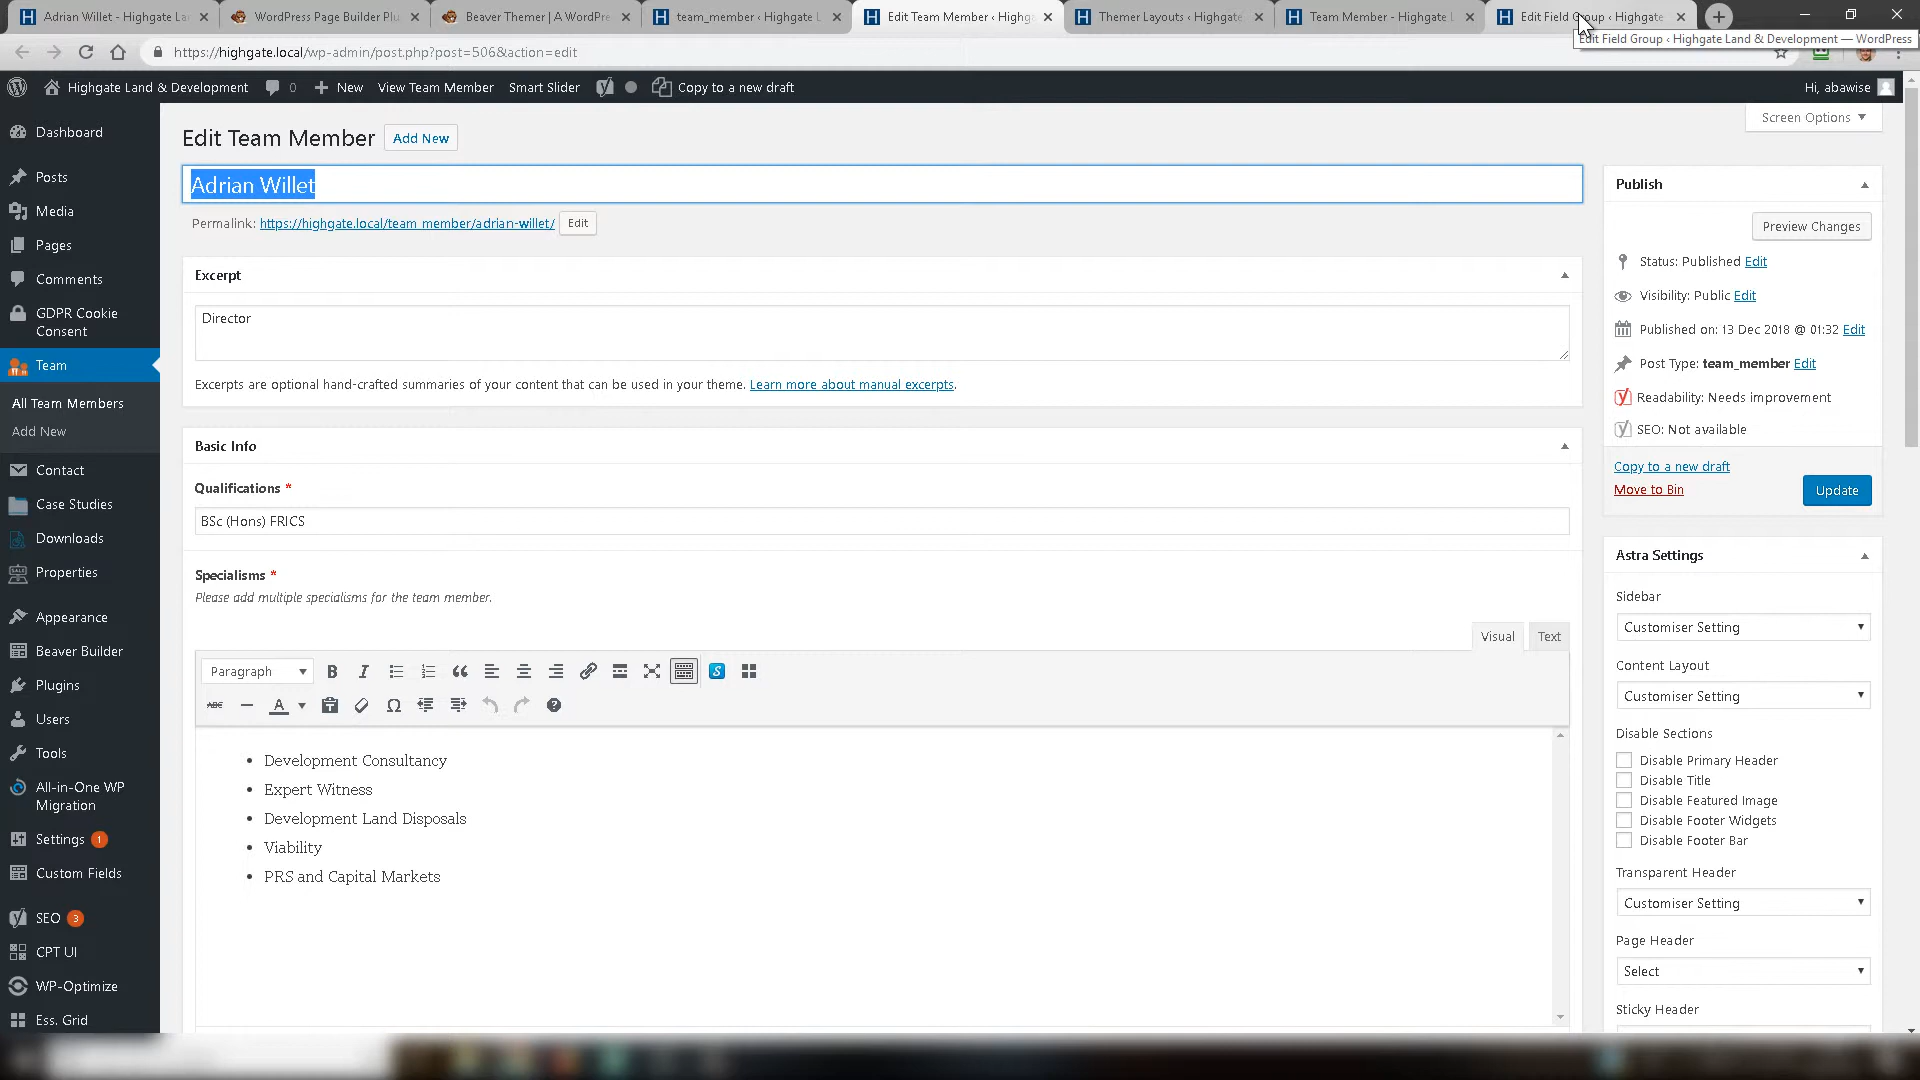 Adrian Willet - Highgate La
WordPress Page Builder Plu
Beaver Themer | A WordPre
team_member ‹ Highgate L
Edit Team Member ‹ Highg
Themer Layouts ‹ Highgate
Team Member - Highgate L
Edit Field Group ‹ Highgate
https://highgate.local/wp-admin/post.php?post=506&action=edit
Edit Field Group ‹ Highgate Land & Development — WordPress
Highgate Land & Development
0
New
View Team Member
Smart Slider
Copy to a new draft
Hi, abawise
Dashboard
Posts
Media
Pages
Comments
GDPR Cookie
Consent
Team
All Team Members
Add New
Contact
Case Studies
Downloads
Properties
Appearance
Beaver Builder
Plugins
Users
Tools
All-in-One WP
Migration
Settings 1
Custom Fields
SEO 3
CPT UI
WP-Optimize
Ess. Grid
Screen Options
Edit Team Member
Add New
Adrian Willet
Permalink: https://highgate.local/team_member/adrian-willet/
Edit
Excerpt
Director
Excerpts are optional hand-crafted summaries of your content that can be used in your theme. Learn more about manual excerpts.
Basic Info
Qualifications *
BSc (Hons) FRICS
Specialisms *
Please add multiple specialisms for the team member.
Visual
Text
Paragraph
B
I
ABC
A
Ω
• Development Consultancy
• Expert Witness
• Development Land Disposals
• Viability
• PRS and Capital Markets
Publish
Preview Changes
Status: Published Edit
Visibility: Public Edit
Published on: 13 Dec 2018 @ 01:32 Edit
Post Type: team_member Edit
Readability: Needs improvement
SEO: Not available
Copy to a new draft
Move to Bin
Update
Astra Settings
Sidebar
Customiser Setting
Content Layout
Customiser Setting
Disable Sections
Disable Primary Header
Disable Title
Disable Featured Image
Disable Footer Widgets
Disable Footer Bar
Transparent Header
Customiser Setting
Page Header
Select
Sticky Header